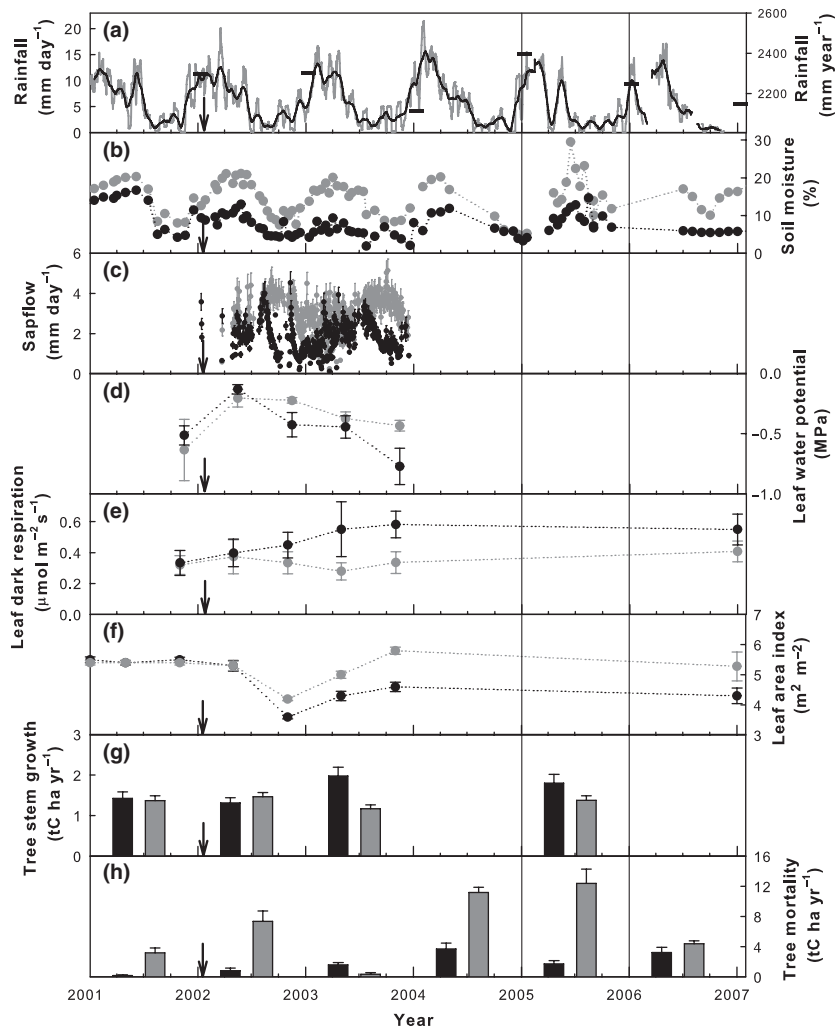 (a)
Rainfall
(mm day⁻¹)
20
15
10
5
0
2600
2400
2200
Rainfall
(mm year⁻¹)
(b)
30
20
10
0
Soil moisture
(%)
(c)
Sapflow
(mm day⁻¹)
6
4
2
0
(d)
0.0
−0.5
−1.0
Leaf water potential
(MPa)
(e)
Leaf dark respiration
(μmol m⁻² s⁻¹)
0.6
0.4
0.2
0.0
(f)
7
6
5
4
3
Leaf area index
(m² m⁻²)
(g)
Tree stem growth
(tC ha yr⁻¹)
3
2
1
0
(h)
16
12
8
4
0
Tree mortality
(tC ha yr⁻¹)
2001 2002 2003 2004 2005 2006 2007
Year